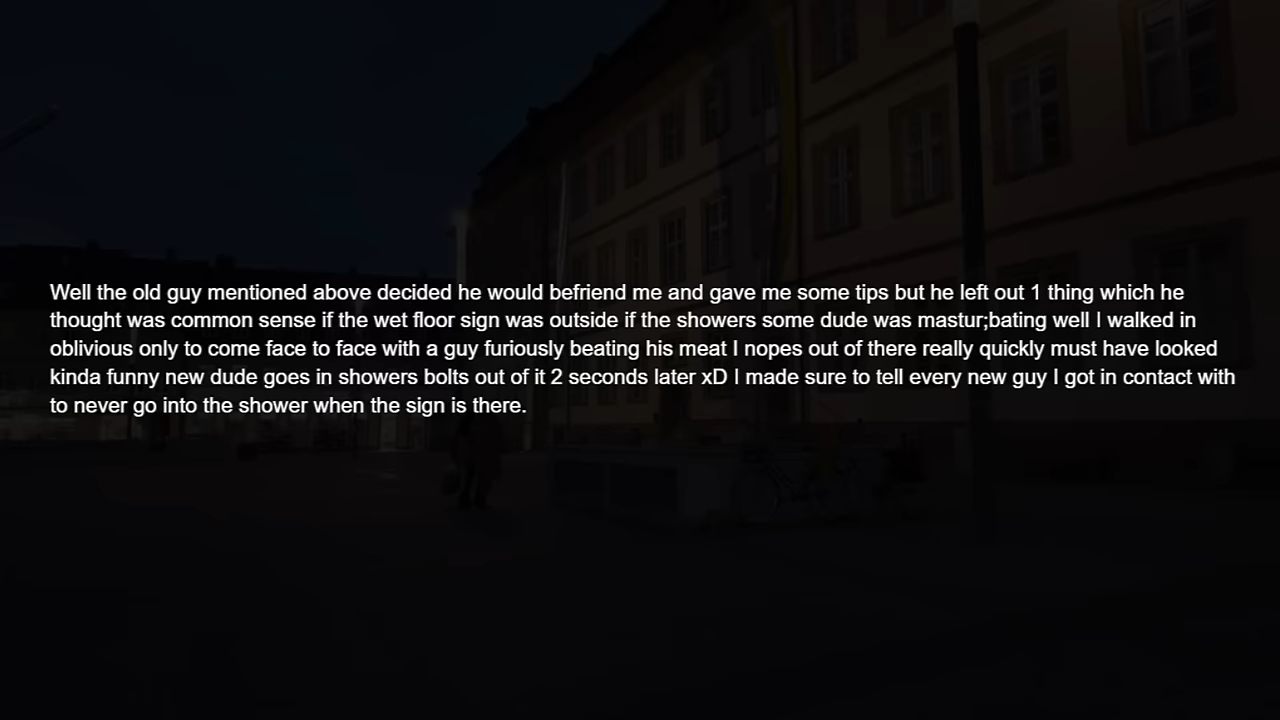 Well the old guy mentioned above decided he would befriend me and gave me some tips but he left out 1 thing which he
thought was common sense if the wet floor sign was outside if the showers some dude was mastur;bating well I walked in
oblivious only to come face to face with a guy furiously beating his meat I nopes out of there really quickly must have looked
kinda funny new dude goes in showers bolts out of it 2 seconds later xD I made sure to tell every new guy I got in contact with
to never go into the shower when the sign is there.